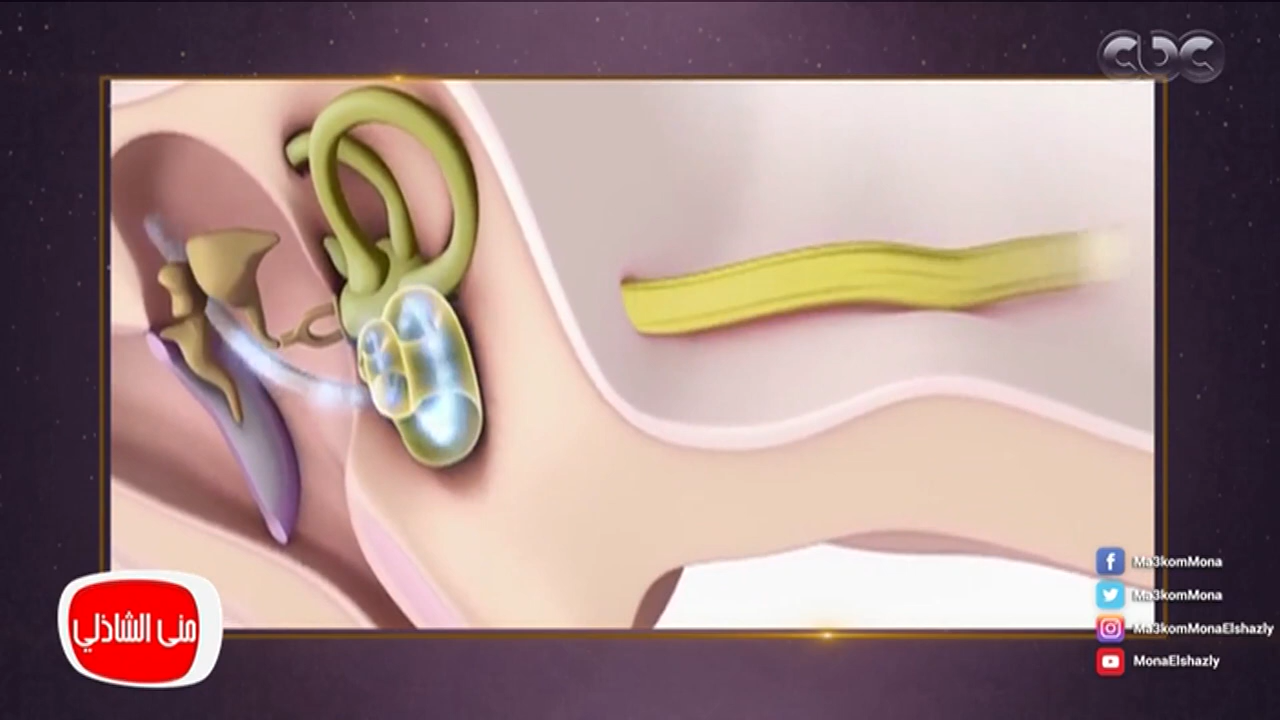 CBC
منى الشاذلي
Ma3komMona
Ma3komMona
Ma3komMonaElshazly
MonaElshazly